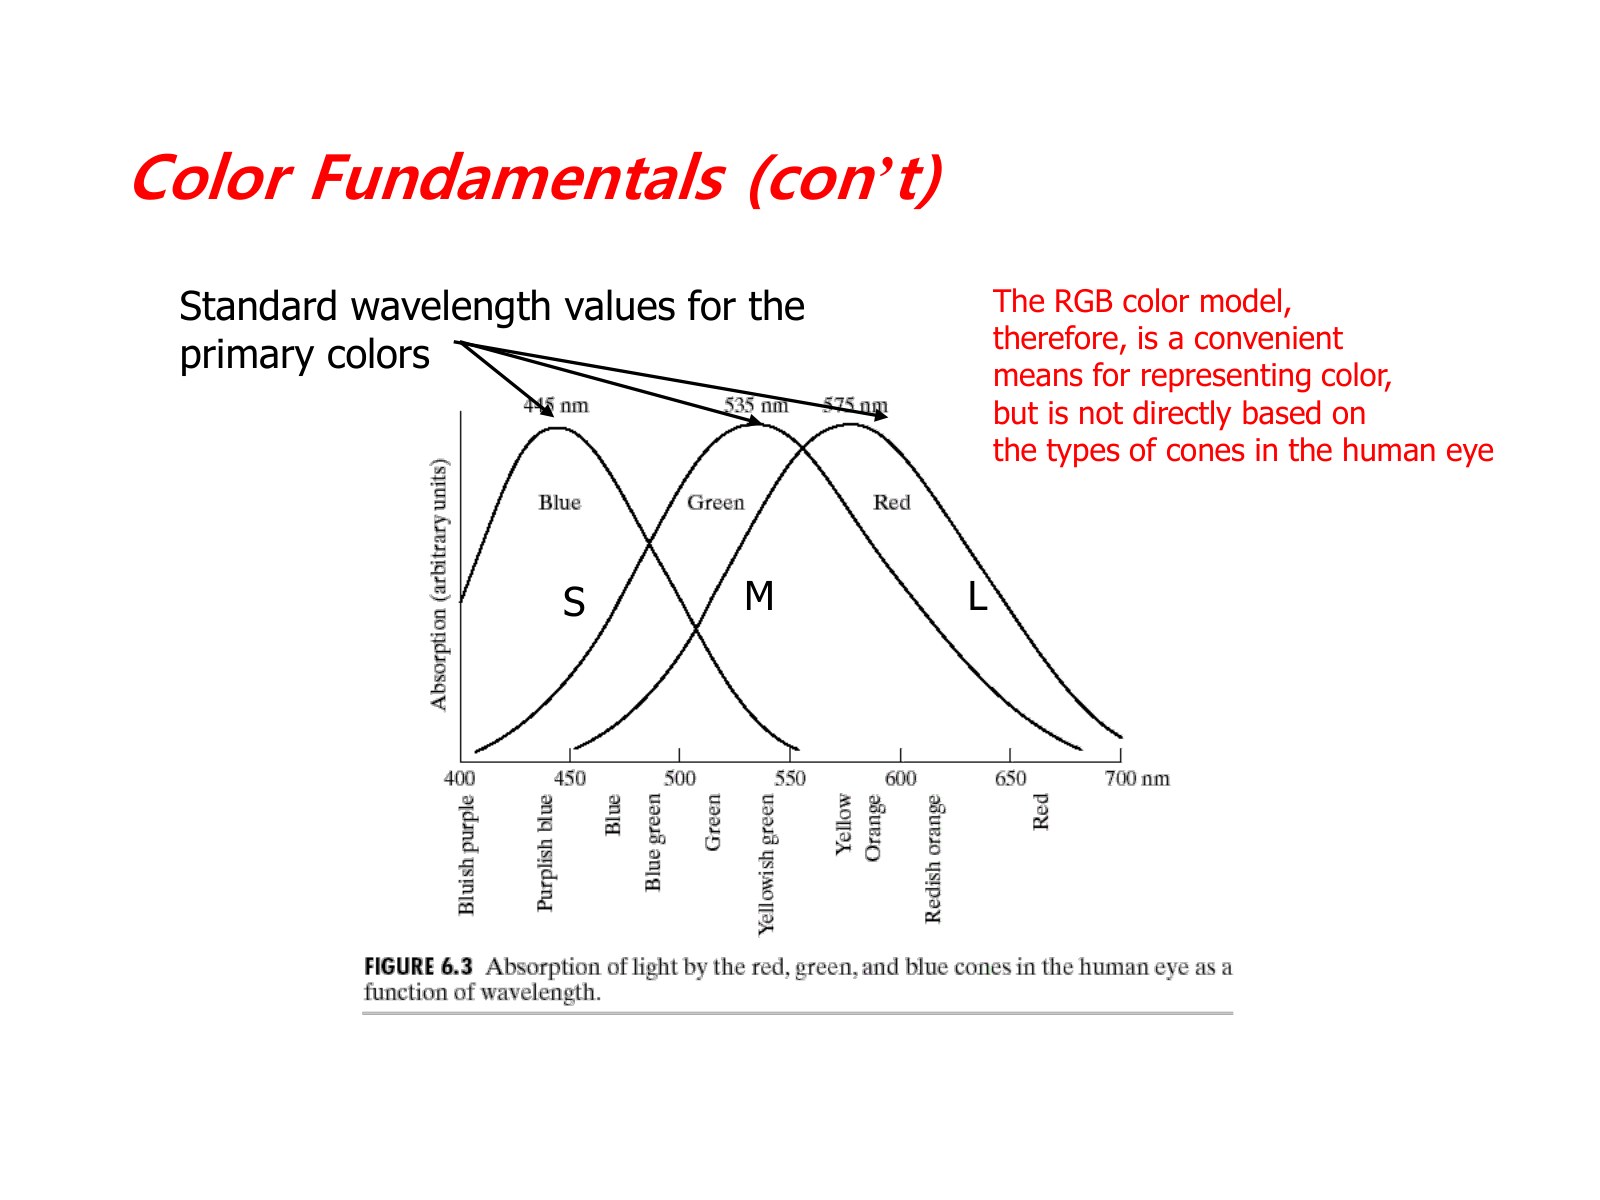 Color Fundamentals (con’t)
Standard wavelength values for the
primary colors
The RGB color model,
therefore, is a convenient
means for representing color,
but is not directly based on
the types of cones in the human eye
445 nm
535 nm
575 nm
Absorption (arbitrary units)
Blue
Green
Red
S
M
L
400
450
500
550
600
650
700 nm
Bluish purple
Purplish blue
Blue
Blue green
Green
Yellowish green
Yellow
Orange
Redish orange
Red
FIGURE 6.3 Absorption of light by the red, green, and blue cones in the human eye as a
function of wavelength.